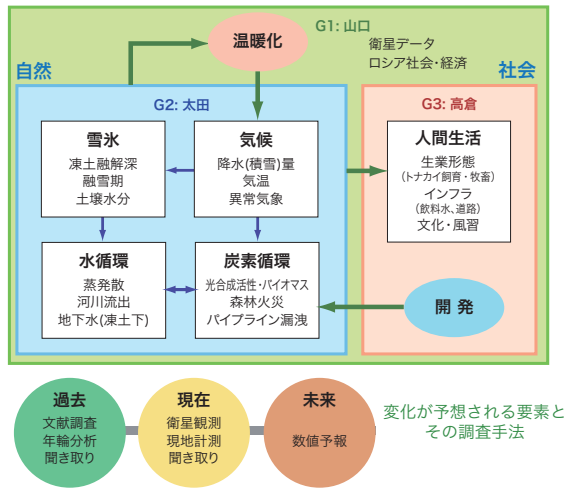 G1: 山口
温暖化
衛星データ
ロシア社会・経済
自然
社会
G2: 太田
G3: 高倉
雪氷
凍土融解深
融雪期
土壌水分
気候
降水(積雪)量
気温
異常気象
人間生活
生業形態
(トナカイ飼育・牧畜)
インフラ
(飲料水、道路)
文化・風習
水循環
蒸発散
河川流出
地下水(凍土下)
炭素循環
光合成活性・バイオマス
森林火災
パイプライン漏洩
開 発
過去
文献調査
年輪分析
聞き取り
現在
衛星観測
現地計測
聞き取り
未来
数値予報
変化が予想される要素と
その調査手法